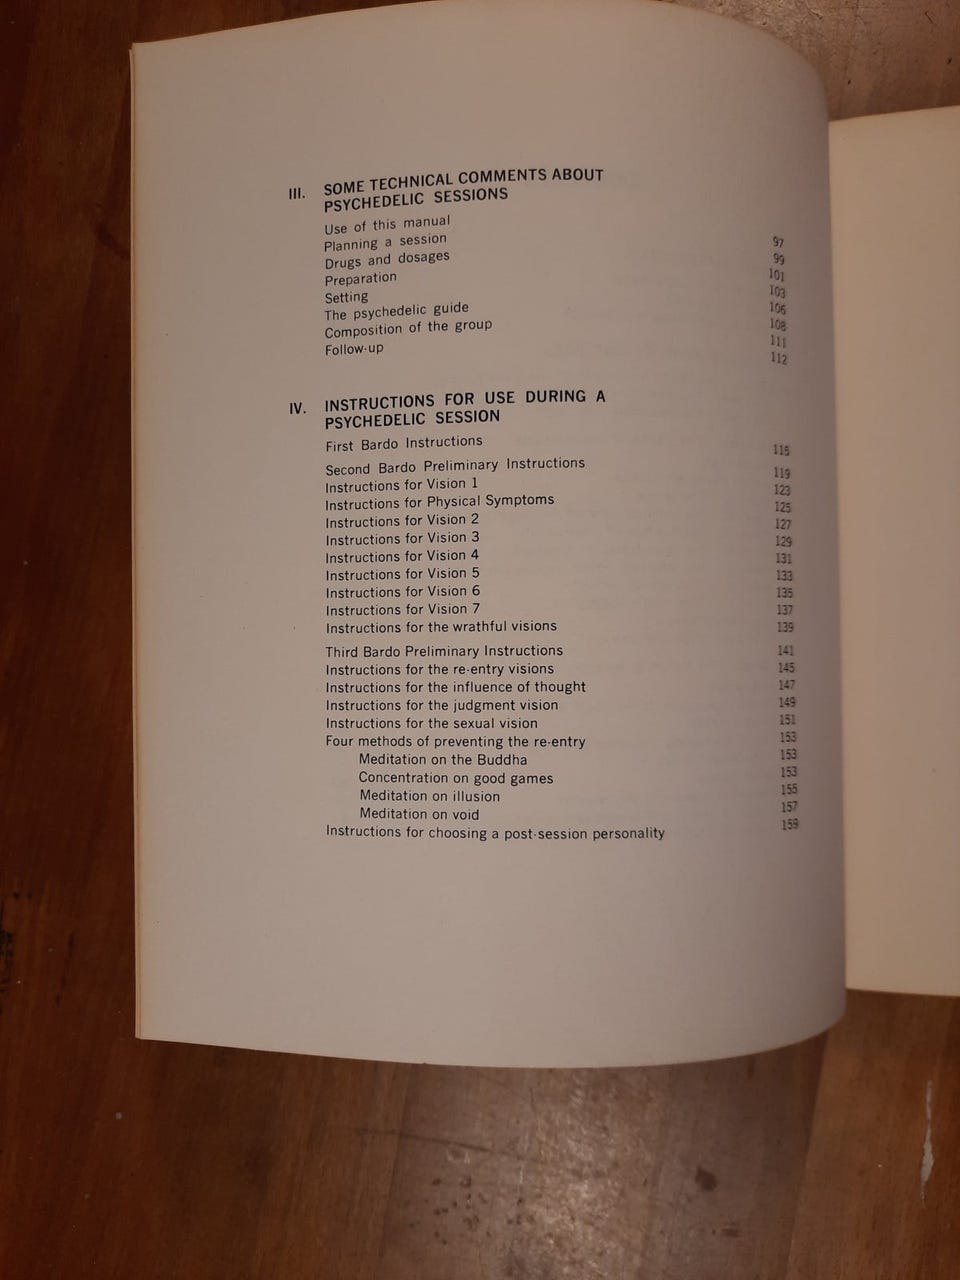 III. SOME TECHNICAL COMMENTS ABOUT
PSYCHEDELIC SESSIONS
Use of this manual 97
Planning a session 99
Drugs and dosages 101
Preparation 103
Setting 106
The psychedelic guide 108
Composition of the group 111
Follow-up 112
IV. INSTRUCTIONS FOR USE DURING A
PSYCHEDELIC SESSION
First Bardo Instructions 115
Second Bardo Preliminary Instructions 119
Instructions for Vision 1 123
Instructions for Physical Symptoms 125
Instructions for Vision 2 127
Instructions for Vision 3 129
Instructions for Vision 4 131
Instructions for Vision 5 133
Instructions for Vision 6 135
Instructions for Vision 7 137
Instructions for the wrathful visions 139
Third Bardo Preliminary Instructions 141
Instructions for the re-entry visions 145
Instructions for the influence of thought 147
Instructions for the judgment vision 149
Instructions for the sexual vision 151
Four methods of preventing the re-entry 153
Meditation on the Buddha 153
Concentration on good games 153
Meditation on illusion 155
Meditation on void 157
Instructions for choosing a post-session personality 159